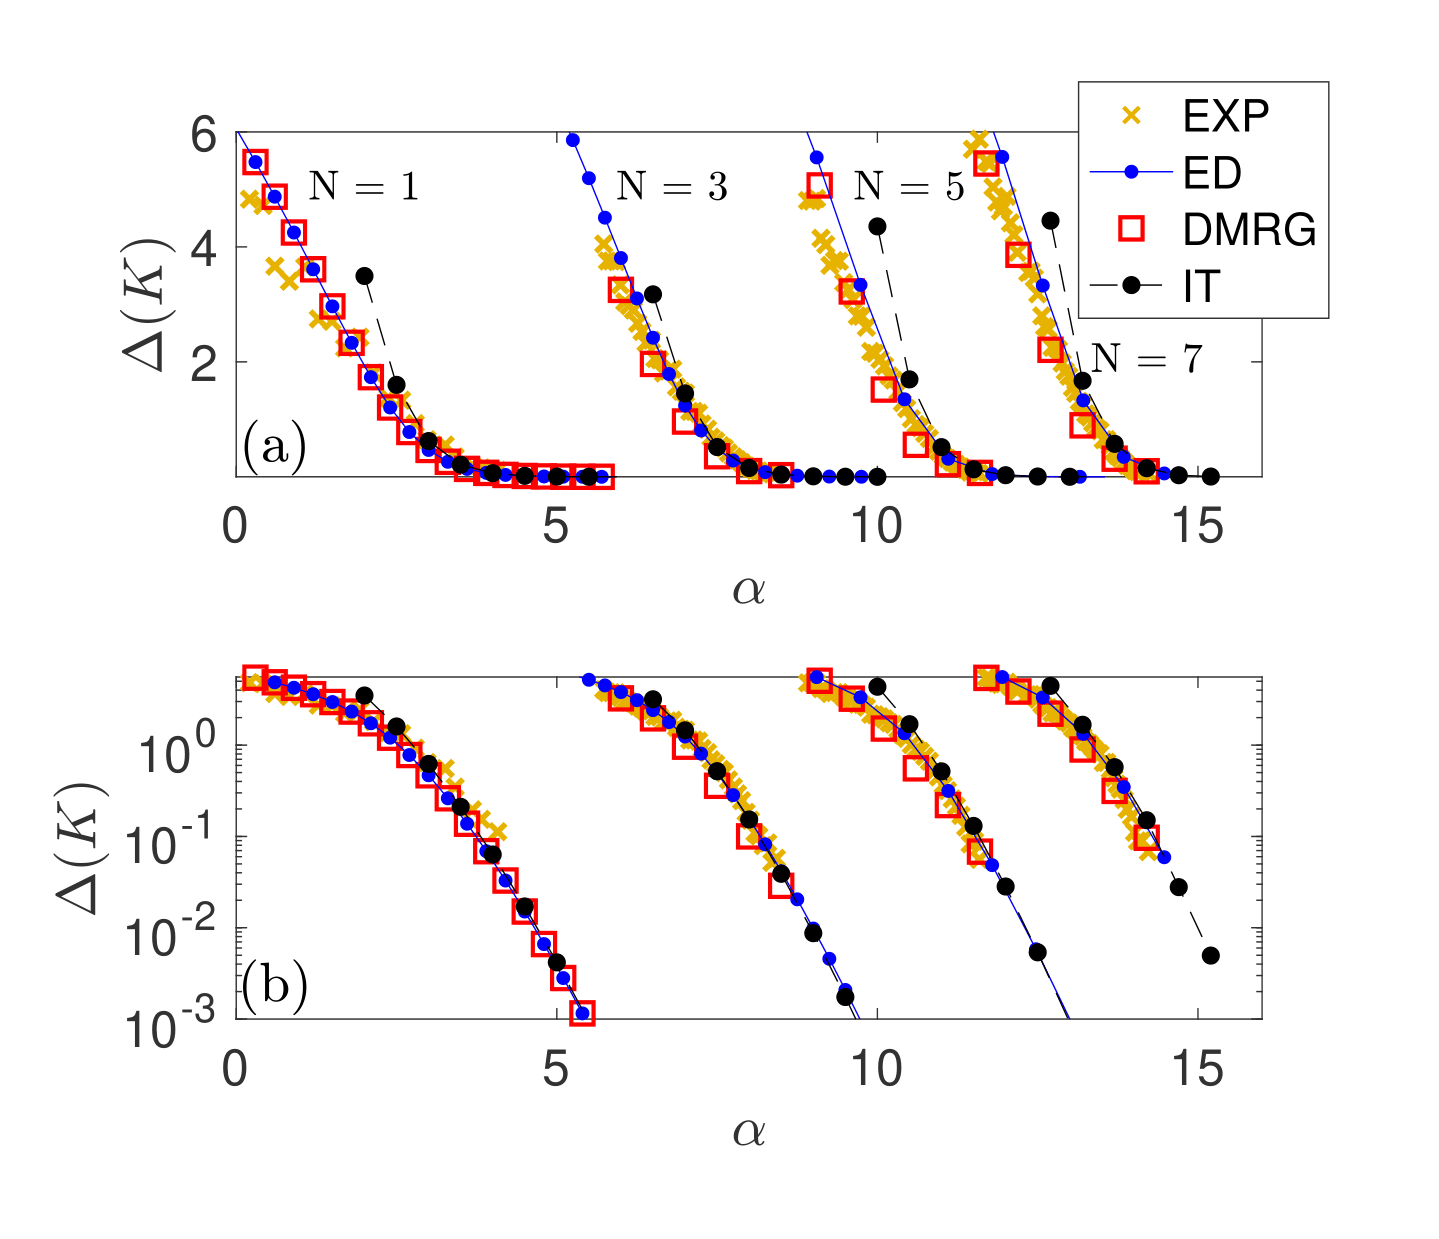 EXP
ED
DMRG
IT
6
4
2
Δ(K)
N = 1
N = 3
N = 5
N = 7
(a)
0
5
10
15
α
10^0
10^-1
10^-2
10^-3
Δ(K)
(b)
0
5
10
15
α